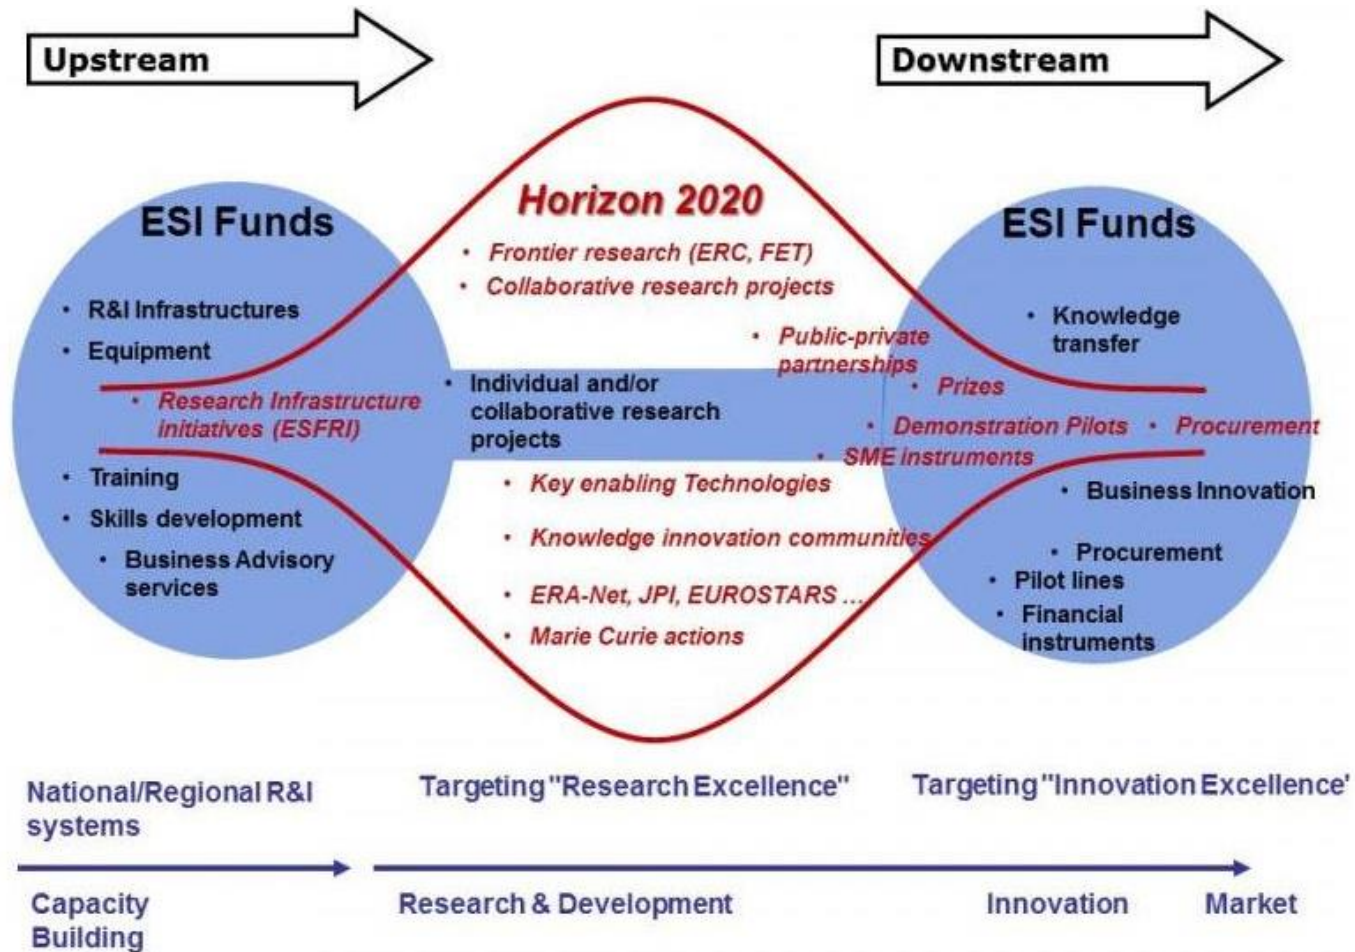 Upstream
Downstream
ESI Funds
• R&I Infrastructures
• Equipment
• Research Infrastructure
initiatives (ESFRI)
• Training
• Skills development
• Business Advisory
services
Horizon 2020
• Frontier research (ERC, FET)
• Collaborative research projects
• Public-private
partnerships
• Individual and/or
collaborative research
projects
• Prizes
• Demonstration Pilots
• Procurement
• SME instruments
• Key enabling Technologies
• Knowledge innovation communities
• ERA-Net, JPI, EUROSTARS ...
• Marie Curie actions
ESI Funds
• Knowledge
transfer
• Business Innovation
• Procurement
• Pilot lines
• Financial
instruments
National/Regional R&I
systems
Targeting "Research Excellence"
Targeting "Innovation Excellence'
Capacity
Building
Research & Development
Innovation
Market